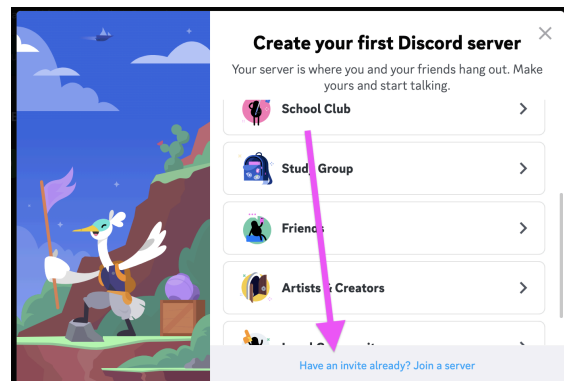 Create your first Discord server
Your server is where you and your friends hang out. Make
yours and start talking.
School Club
Study Group
Friends
Artists & Creators
Have an invite already? Join a server